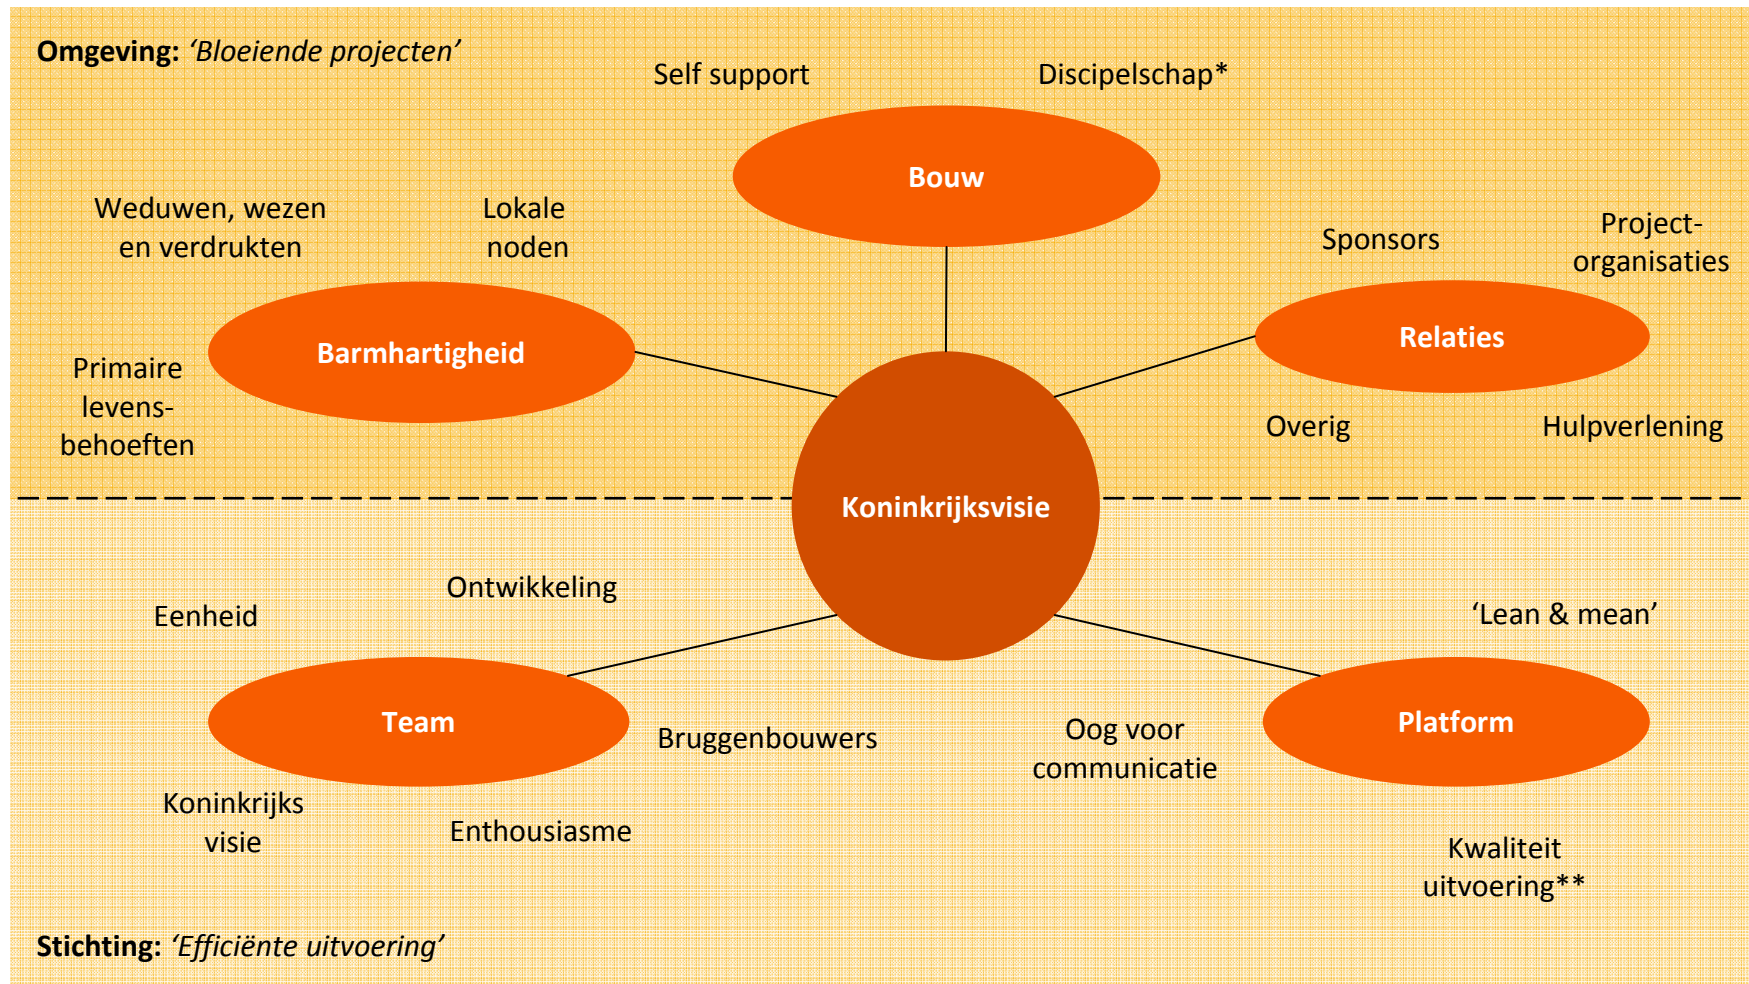 Omgeving: ‘Bloeiende projecten’
Self support
Discipelschap*
Bouw
Weduwen, wezen
en verdrukten
Lokale
noden
Sponsors
Project-
organisaties
Barmhartigheid
Relaties
Primaire
levens-
behoeften
Overig
Hulpverlening
Koninkrijksvisie
Ontwikkeling
Eenheid
‘Lean & mean’
Team
Bruggenbouwers
Oog voor
communicatie
Platform
Koninkrijks
visie
Enthousiasme
Kwaliteit
uitvoering**
Stichting: ‘Efficiënte uitvoering’